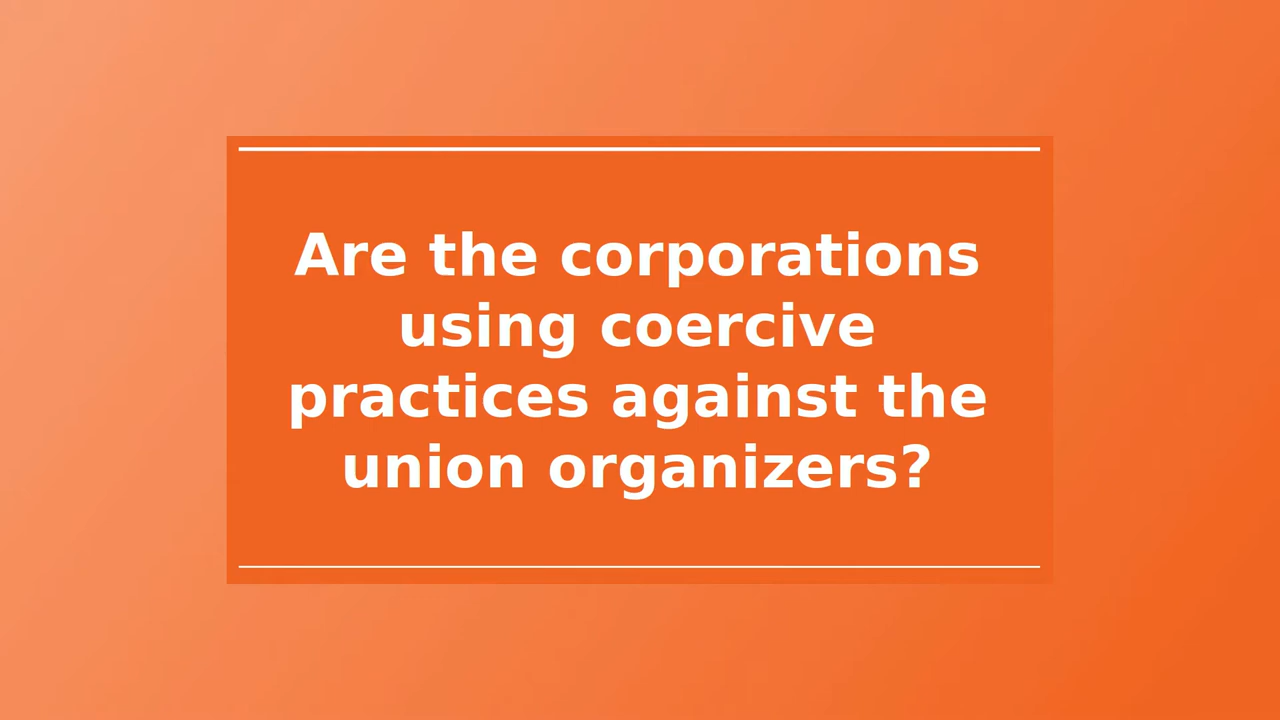 Are the corporations
using coercive
practices against the
union organizers?